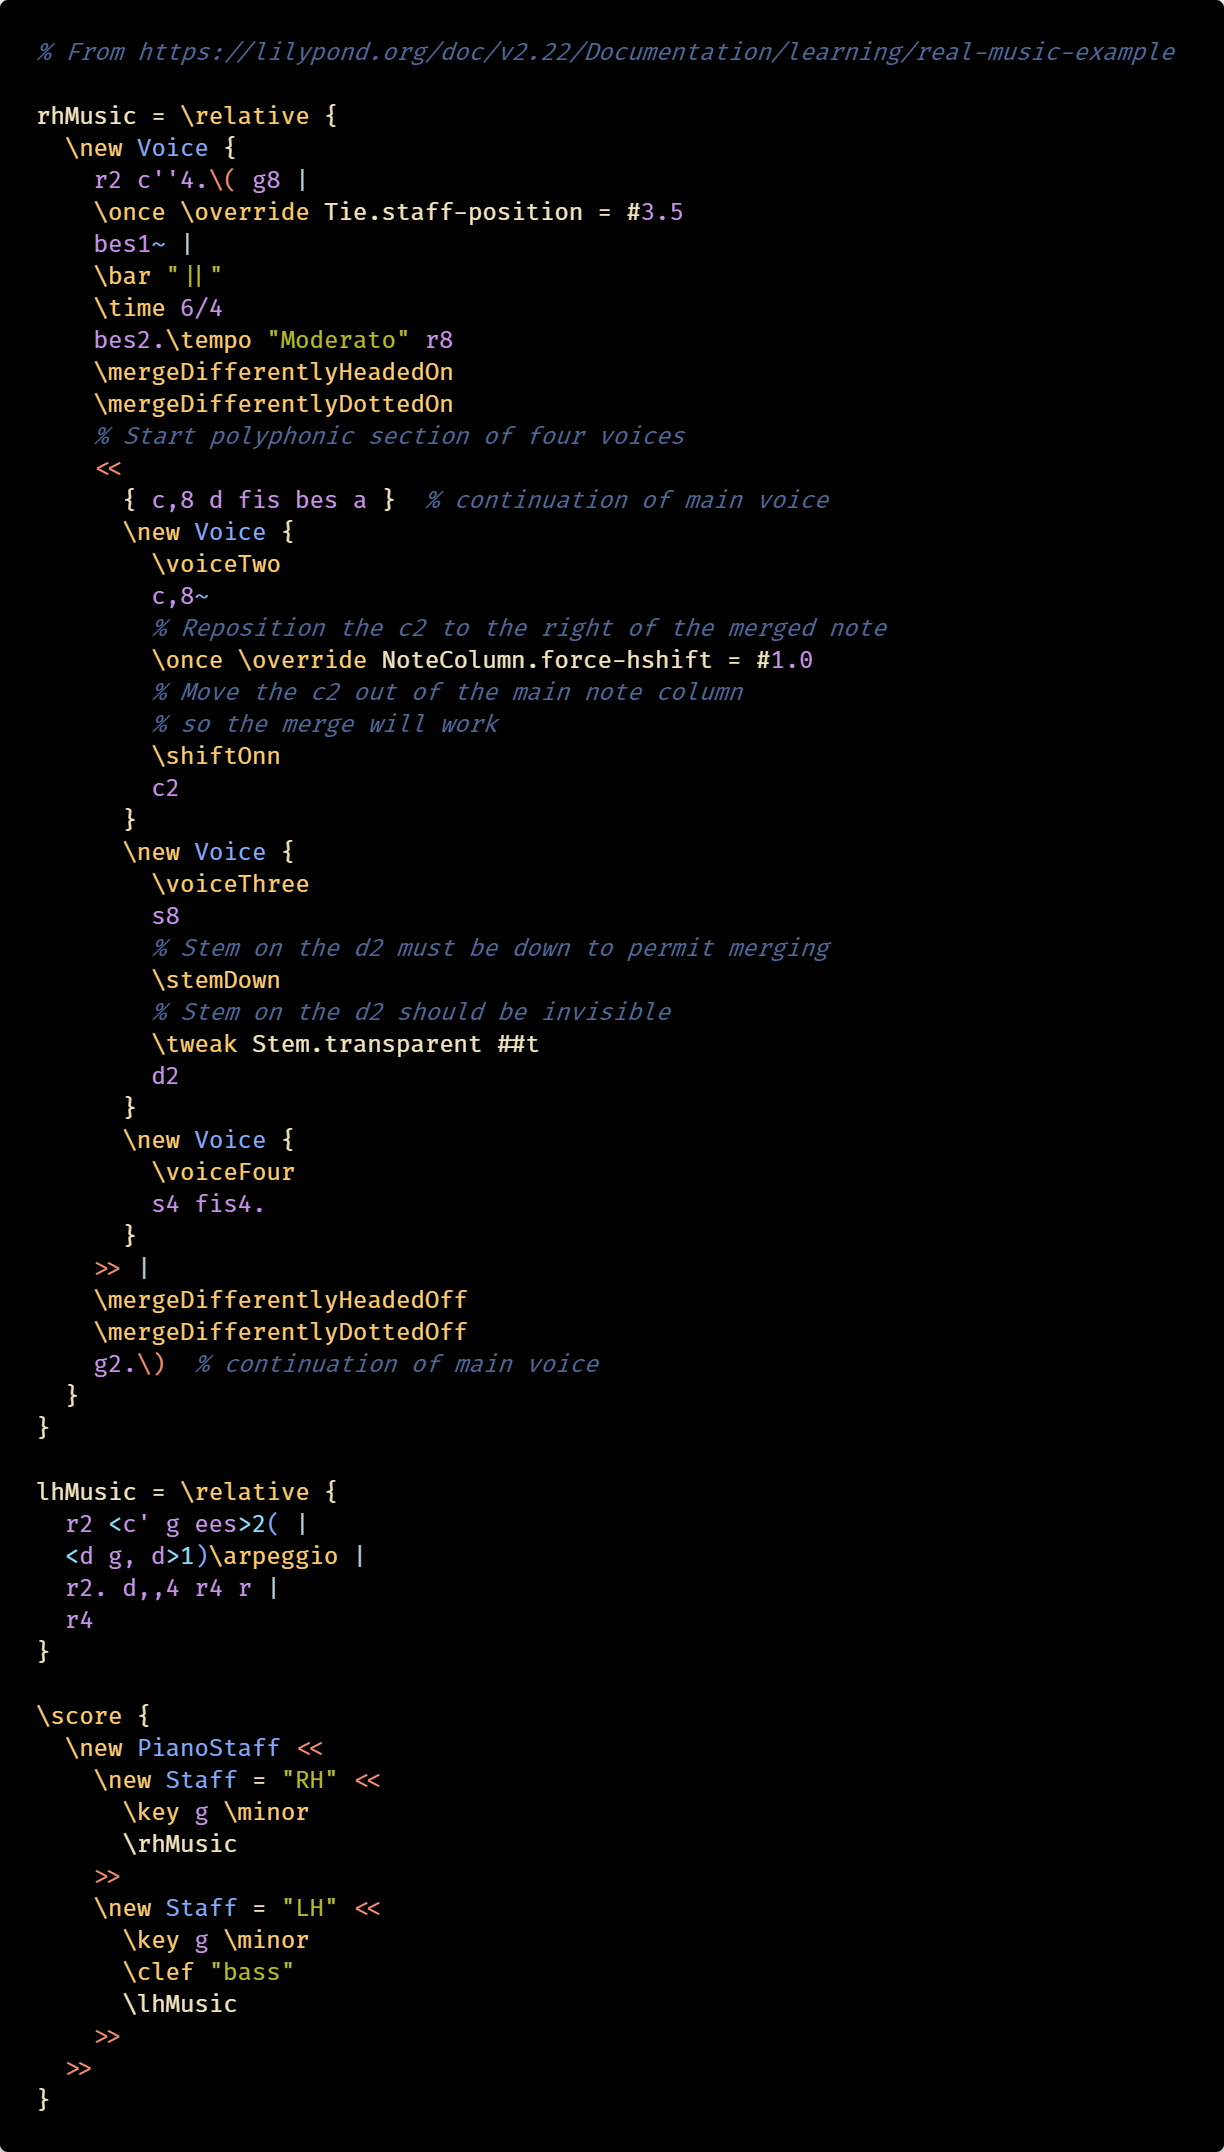 % From https://lilypond.org/doc/v2.22/Documentation/learning/real-music-example

rhMusic = \relative {
  \new Voice {
    r2 c''4.\( g8 |
    \once \override Tie.staff-position = #3.5
    bes1~ |
    \bar "||"
    \time 6/4
    bes2.\tempo "Moderato" r8
    \mergeDifferentlyHeadedOn
    \mergeDifferentlyDottedOn
    % Start polyphonic section of four voices
    <<
      { c,8 d fis bes a }  % continuation of main voice
      \new Voice {
        \voiceTwo
        c,8~
        % Reposition the c2 to the right of the merged note
        \once \override NoteColumn.force-hshift = #1.0
        % Move the c2 out of the main note column
        % so the merge will work
        \shiftOnn
        c2
      }
      \new Voice {
        \voiceThree
        s8
        % Stem on the d2 must be down to permit merging
        \stemDown
        % Stem on the d2 should be invisible
        \tweak Stem.transparent ##t
        d2
      }
      \new Voice {
        \voiceFour
        s4 fis4.
      }
    >> |
    \mergeDifferentlyHeadedOff
    \mergeDifferentlyDottedOff
    g2.\)  % continuation of main voice
  }
}

lhMusic = \relative {
  r2 <c' g ees>2( |
  <d g, d>1)\arpeggio |
  r2. d,,4 r4 r |
  r4
}

\score {
  \new PianoStaff <<
    \new Staff = "RH" <<
      \key g \minor
      \rhMusic
    >>
    \new Staff = "LH" <<
      \key g \minor
      \clef "bass"
      \lhMusic
    >>
  >>
}